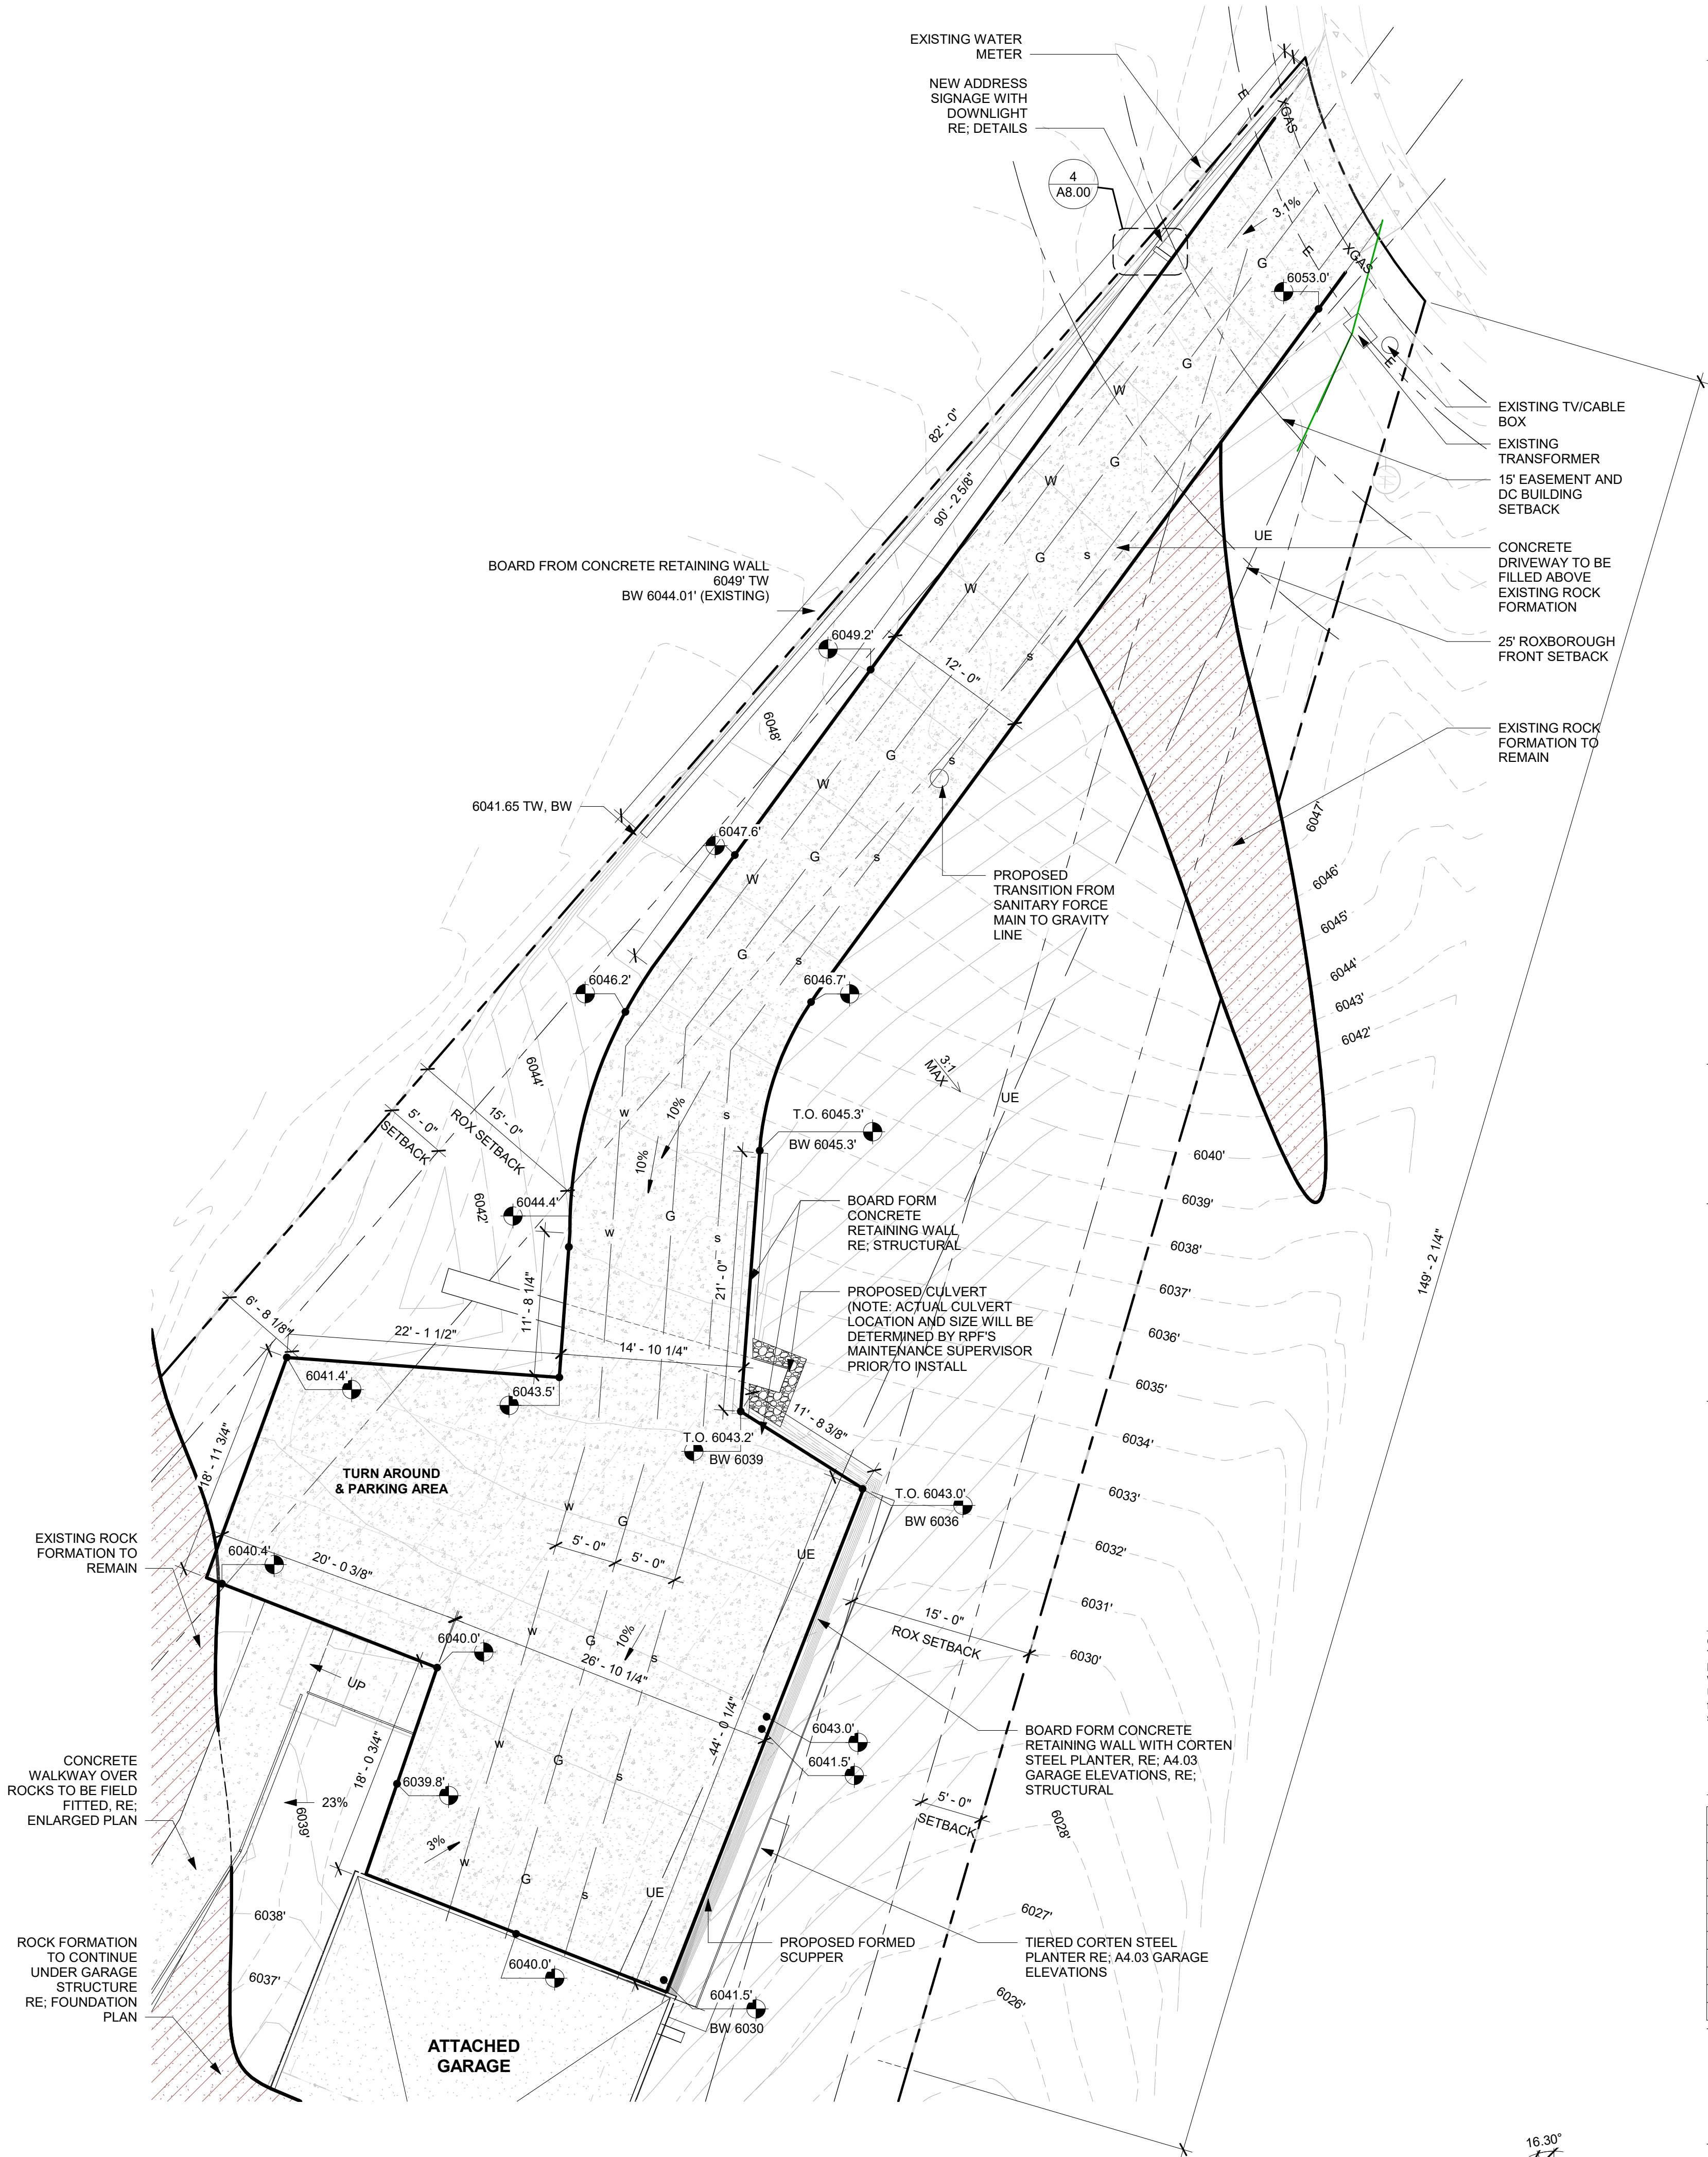 EXISTING WATER
METER
NEW ADDRESS
SIGNAGE WITH
DOWNLIGHT
RE; DETAILS
4
A8.00
E
XGAS
3.1%
E
XGAS
G
6053.0'
G
E
W
EXISTING TV/CABLE
BOX
EXISTING
TRANSFORMER
15' EASEMENT AND
DC BUILDING
SETBACK
82' - 0"
90' - 2 5/8"
G
W
UE
CONCRETE
DRIVEWAY TO BE
FILLED ABOVE
EXISTING ROCK
FORMATION
G
s
W
BOARD FROM CONCRETE RETAINING WALL
6049' TW
BW 6044.01' (EXISTING)
25' ROXBOROUGH
FRONT SETBACK
6049.2'
12' - 0"
s
6048'
EXISTING ROCK
FORMATION TO
REMAIN
G
s
W
6041.65 TW, BW
6047'
6047.6'
G
s
W
6046'
PROPOSED
TRANSITION FROM
SANITARY FORCE
MAIN TO GRAVITY
LINE
6045'
G
s
6044'
6046.2'
6046.7'
6043'
6042'
6044'
3:1
MAX
UE
5' - 0"
SETBACK
15' - 0"
ROX SETBACK
w
10%
s
T.O. 6045.3'
BW 6045.3'
10%
6040'
6042'
6044.4'
w
G
s
6039'
BOARD FORM
CONCRETE
RETAINING WALL
RE; STRUCTURAL
6038'
149' - 2 1/4"
11' - 8 1/4"
21' - 0"
PROPOSED CULVERT
(NOTE: ACTUAL CULVERT
LOCATION AND SIZE WILL BE
DETERMINED BY RPF'S
MAINTENANCE SUPERVISOR
PRIOR TO INSTALL
6037'
6036'
6' - 8 1/8"
22' - 1 1/2"
14' - 10 1/4"
6041.4'
6043.5'
6035'
11' - 8 3/8"
18' - 11 3/4"
T.O. 6043.2'
BW 6039
6034'
TURN AROUND
& PARKING AREA
T.O. 6043.0'
BW 6036
6033'
w
G
EXISTING ROCK
FORMATION TO
REMAIN
6040.4'
20' - 0 3/8"
5' - 0"
5' - 0"
UE
6032'
6031'
15' - 0"
ROX SETBACK
6040.0'
w
G
10%
s
26' - 10 1/4"
6030'
UP
44' - 0 1/4"
6043.0'
6041.5'
w
G
s
BOARD FORM CONCRETE
RETAINING WALL WITH CORTEN
STEEL PLANTER, RE; A4.03
GARAGE ELEVATIONS, RE;
STRUCTURAL
CONCRETE
WALKWAY OVER
ROCKS TO BE FIELD
FITTED, RE;
ENLARGED PLAN
18' - 0 3/4"
6039.8'
23%
6039'
5' - 0"
SETBACK
6028'
3%
w
G
s
UE
6038'
6027'
ROCK FORMATION
TO CONTINUE
UNDER GARAGE
STRUCTURE
RE; FOUNDATION
PLAN
6037'
6040.0'
PROPOSED FORMED
SCUPPER
TIERED CORTEN STEEL
PLANTER RE; A4.03 GARAGE
ELEVATIONS
6026'
6041.5'
BW 6030
ATTACHED
GARAGE
16.30°